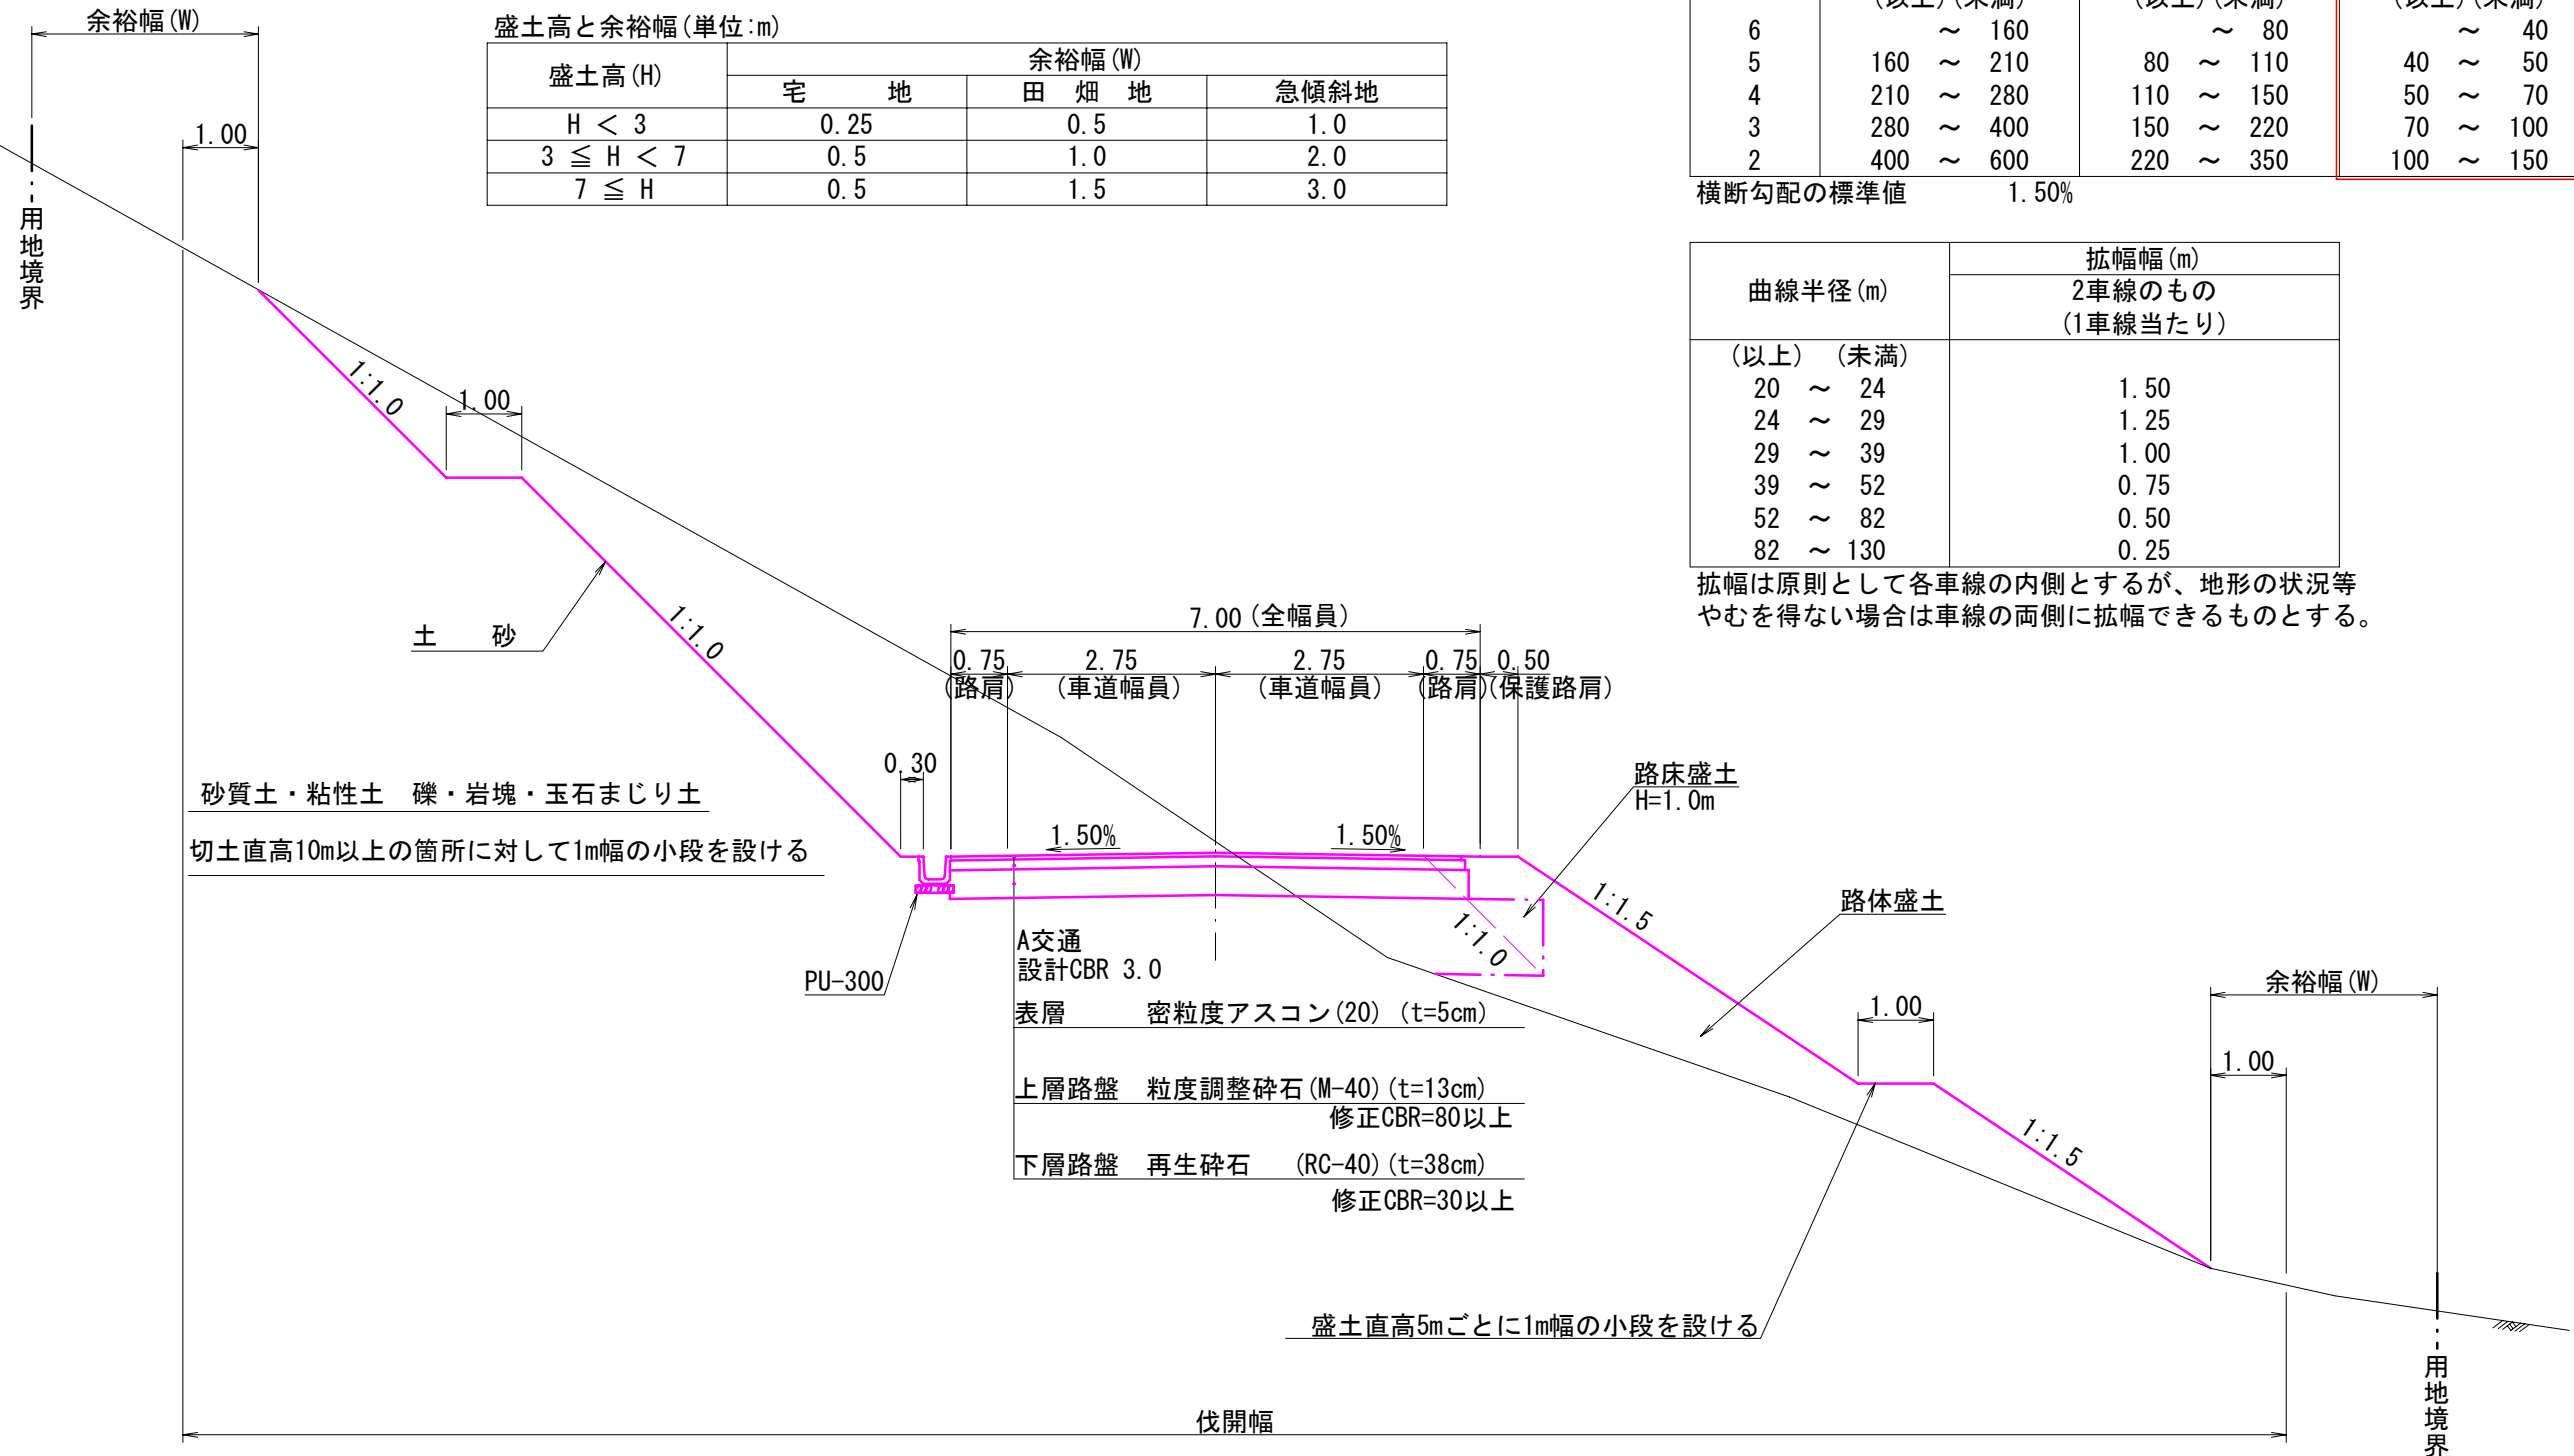 余裕幅(W)
1.00
用地境界
盛土高と余裕幅(単位:m)
盛土高(H) 余裕幅(W)
宅　地 田　畑　地 急傾斜地
H < 3 0.25 0.5 1.0
3 ≦ H < 7 0.5 1.0 2.0
7 ≦ H 0.5 1.5 3.0
(以上)(未満) (以上)(未満) (以上)(未満)
6 ～ 160 ～ 80 ～ 40
5 160 ～ 210 80 ～ 110 40 ～ 50
4 210 ～ 280 110 ～ 150 50 ～ 70
3 280 ～ 400 150 ～ 220 70 ～ 100
2 400 ～ 600 220 ～ 350 100 ～ 150
横断勾配の標準値 1.50%
曲線半径(m) 拡幅幅(m)
2車線のもの
(1車線当たり)
(以上) (未満)
20 ～ 24 1.50
24 ～ 29 1.25
29 ～ 39 1.00
39 ～ 52 0.75
52 ～ 82 0.50
82 ～ 130 0.25
拡幅は原則として各車線の内側とするが、地形の状況等
やむを得ない場合は車線の両側に拡幅できるものとする。
1:1.0
1.00
土　砂
1:1.0
7.00(全幅員)
0.75 2.75 2.75 0.75 0.50
(路肩) (車道幅員) (車道幅員) (路肩)(保護路肩)
0.30
砂質土・粘性土　礫・岩塊・玉石まじり土
切土直高10m以上の箇所に対して1m幅の小段を設ける
1.50% 1.50%
路床盛土
H=1.0m
1:1.5
1:1.0
路体盛土
PU-300
A交通
設計CBR 3.0
表層　密粒度アスコン(20) (t=5cm)
上層路盤　粒度調整砕石(M-40)(t=13cm)
修正CBR=80以上
下層路盤　再生砕石　(RC-40)(t=38cm)
修正CBR=30以上
1.00
1:1.5
余裕幅(W)
1.00
盛土直高5mごとに1m幅の小段を設ける
用地境界
伐開幅